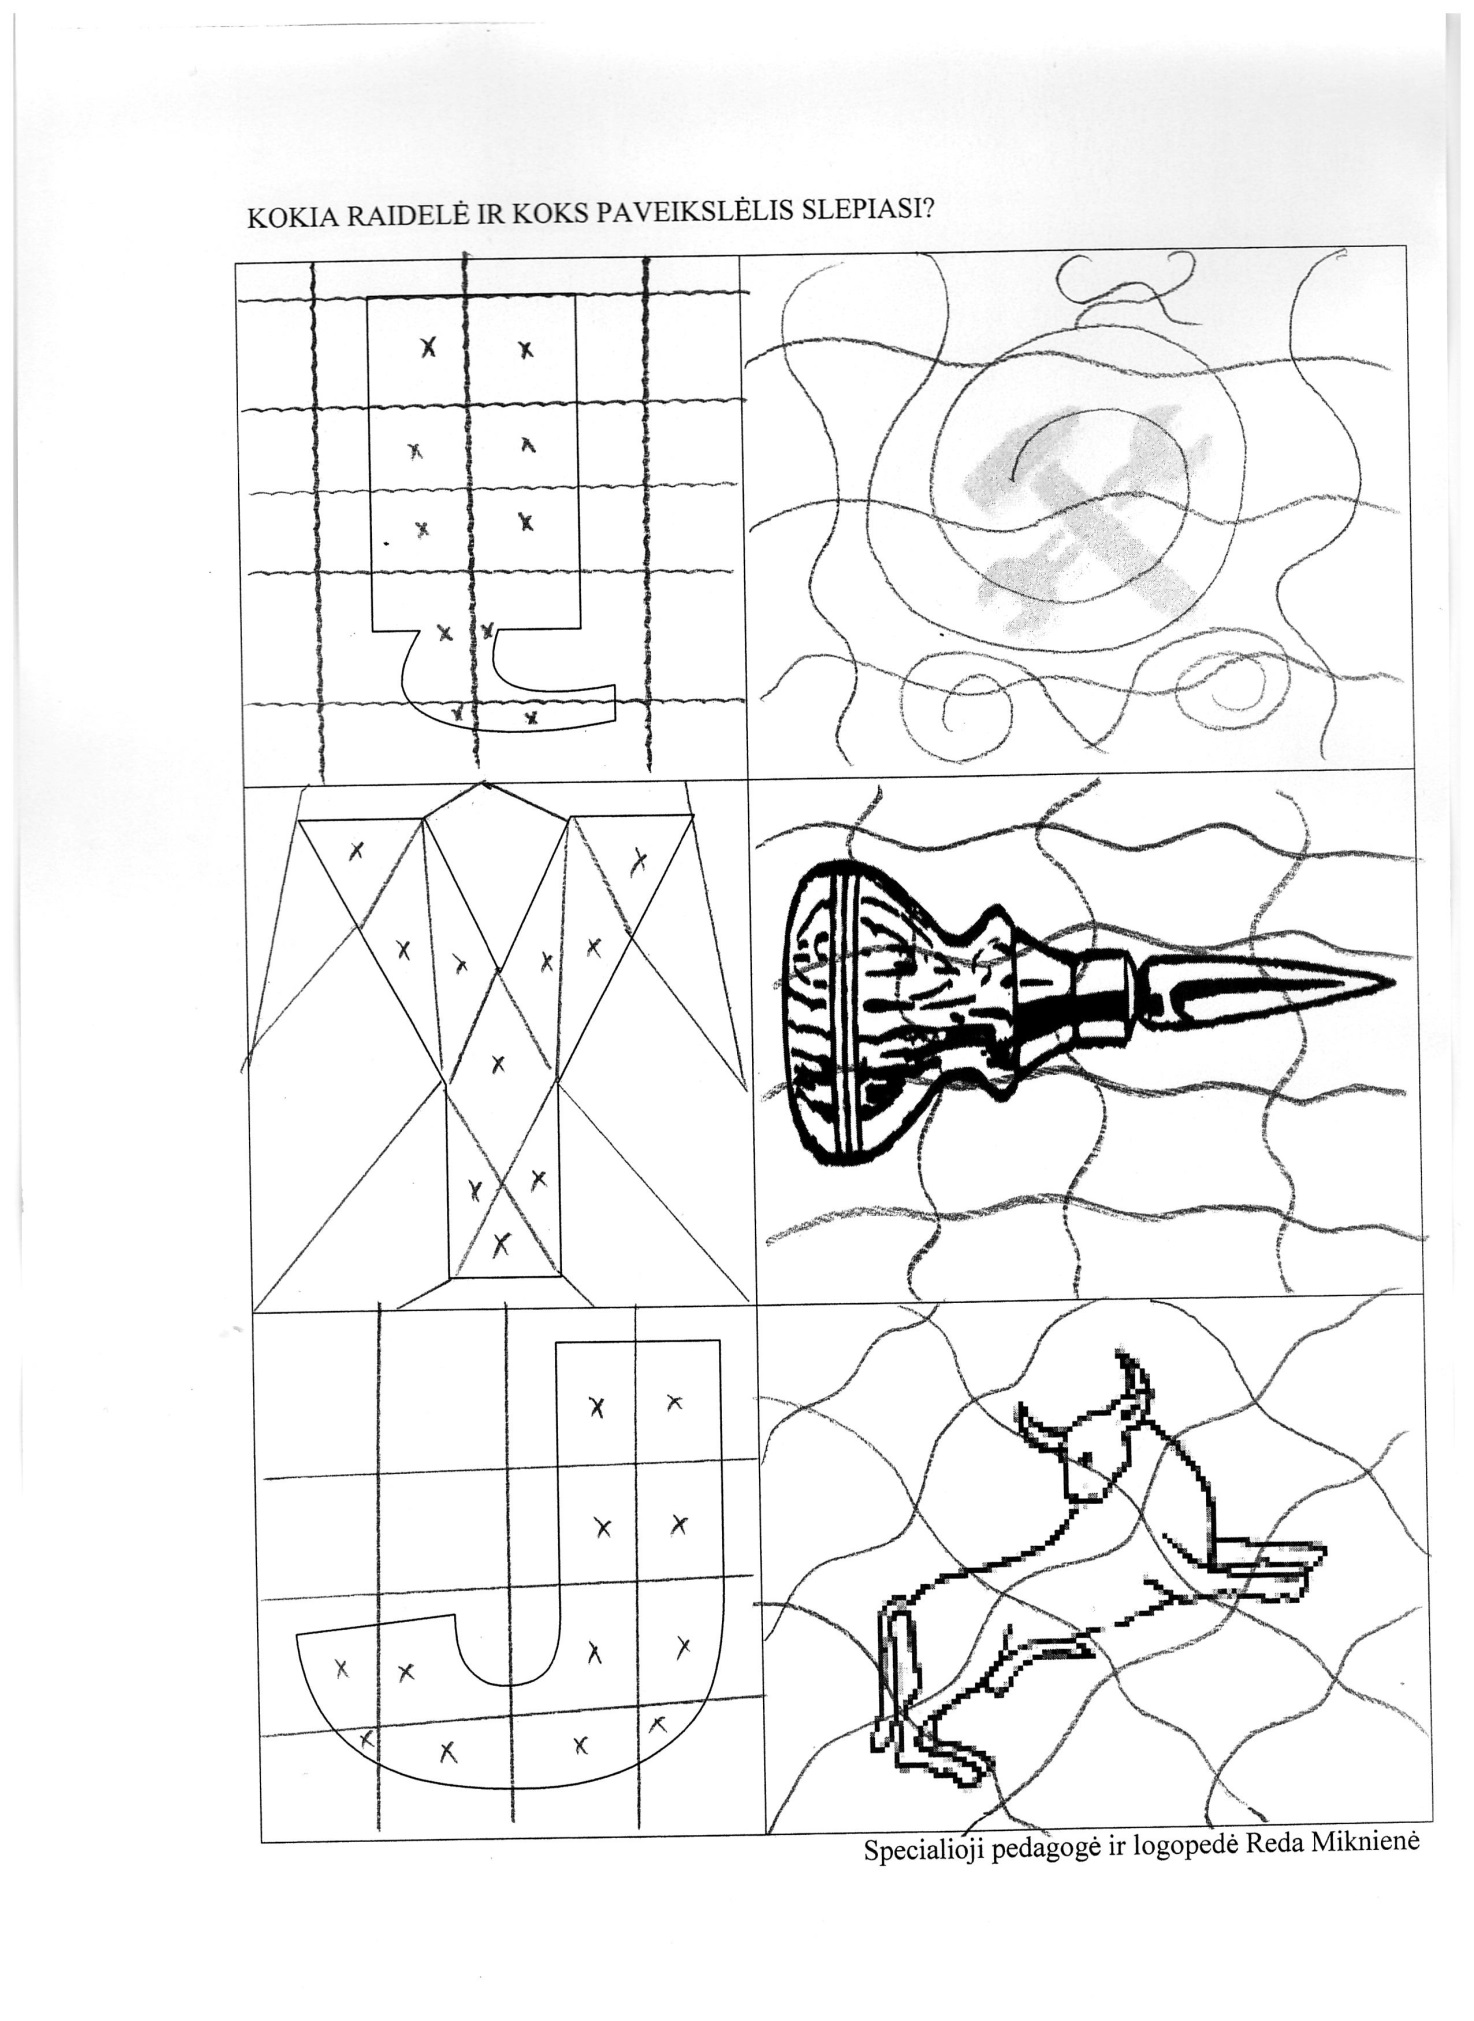 KOKIA RAIDELĖ IR KOKS PAVEIKSLĖLIS SLEPIASI?
x x
x x
x x
x x
x x
Į
x x
x x x x
x
x x
x
Y
x x
x x
x x x x
x x x x
J
Specialioji pedagogė ir logopedė Reda Miknienė